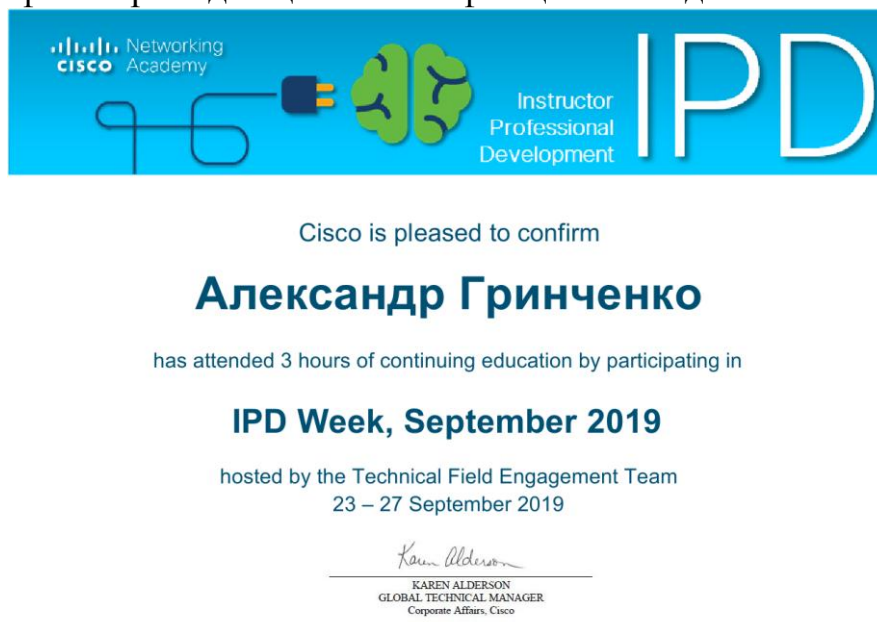 Networking
CISCO Academy
Instructor
Professional
Development
IPD
Cisco is pleased to confirm
Александр Гринченко
has attended 3 hours of continuing education by participating in
IPD Week, September 2019
hosted by the Technical Field Engagement Team
23 – 27 September 2019
Karen Alderson
KAREN ALDERSON
GLOBAL TECHNICAL MANAGER
Corporate Affairs, Cisco